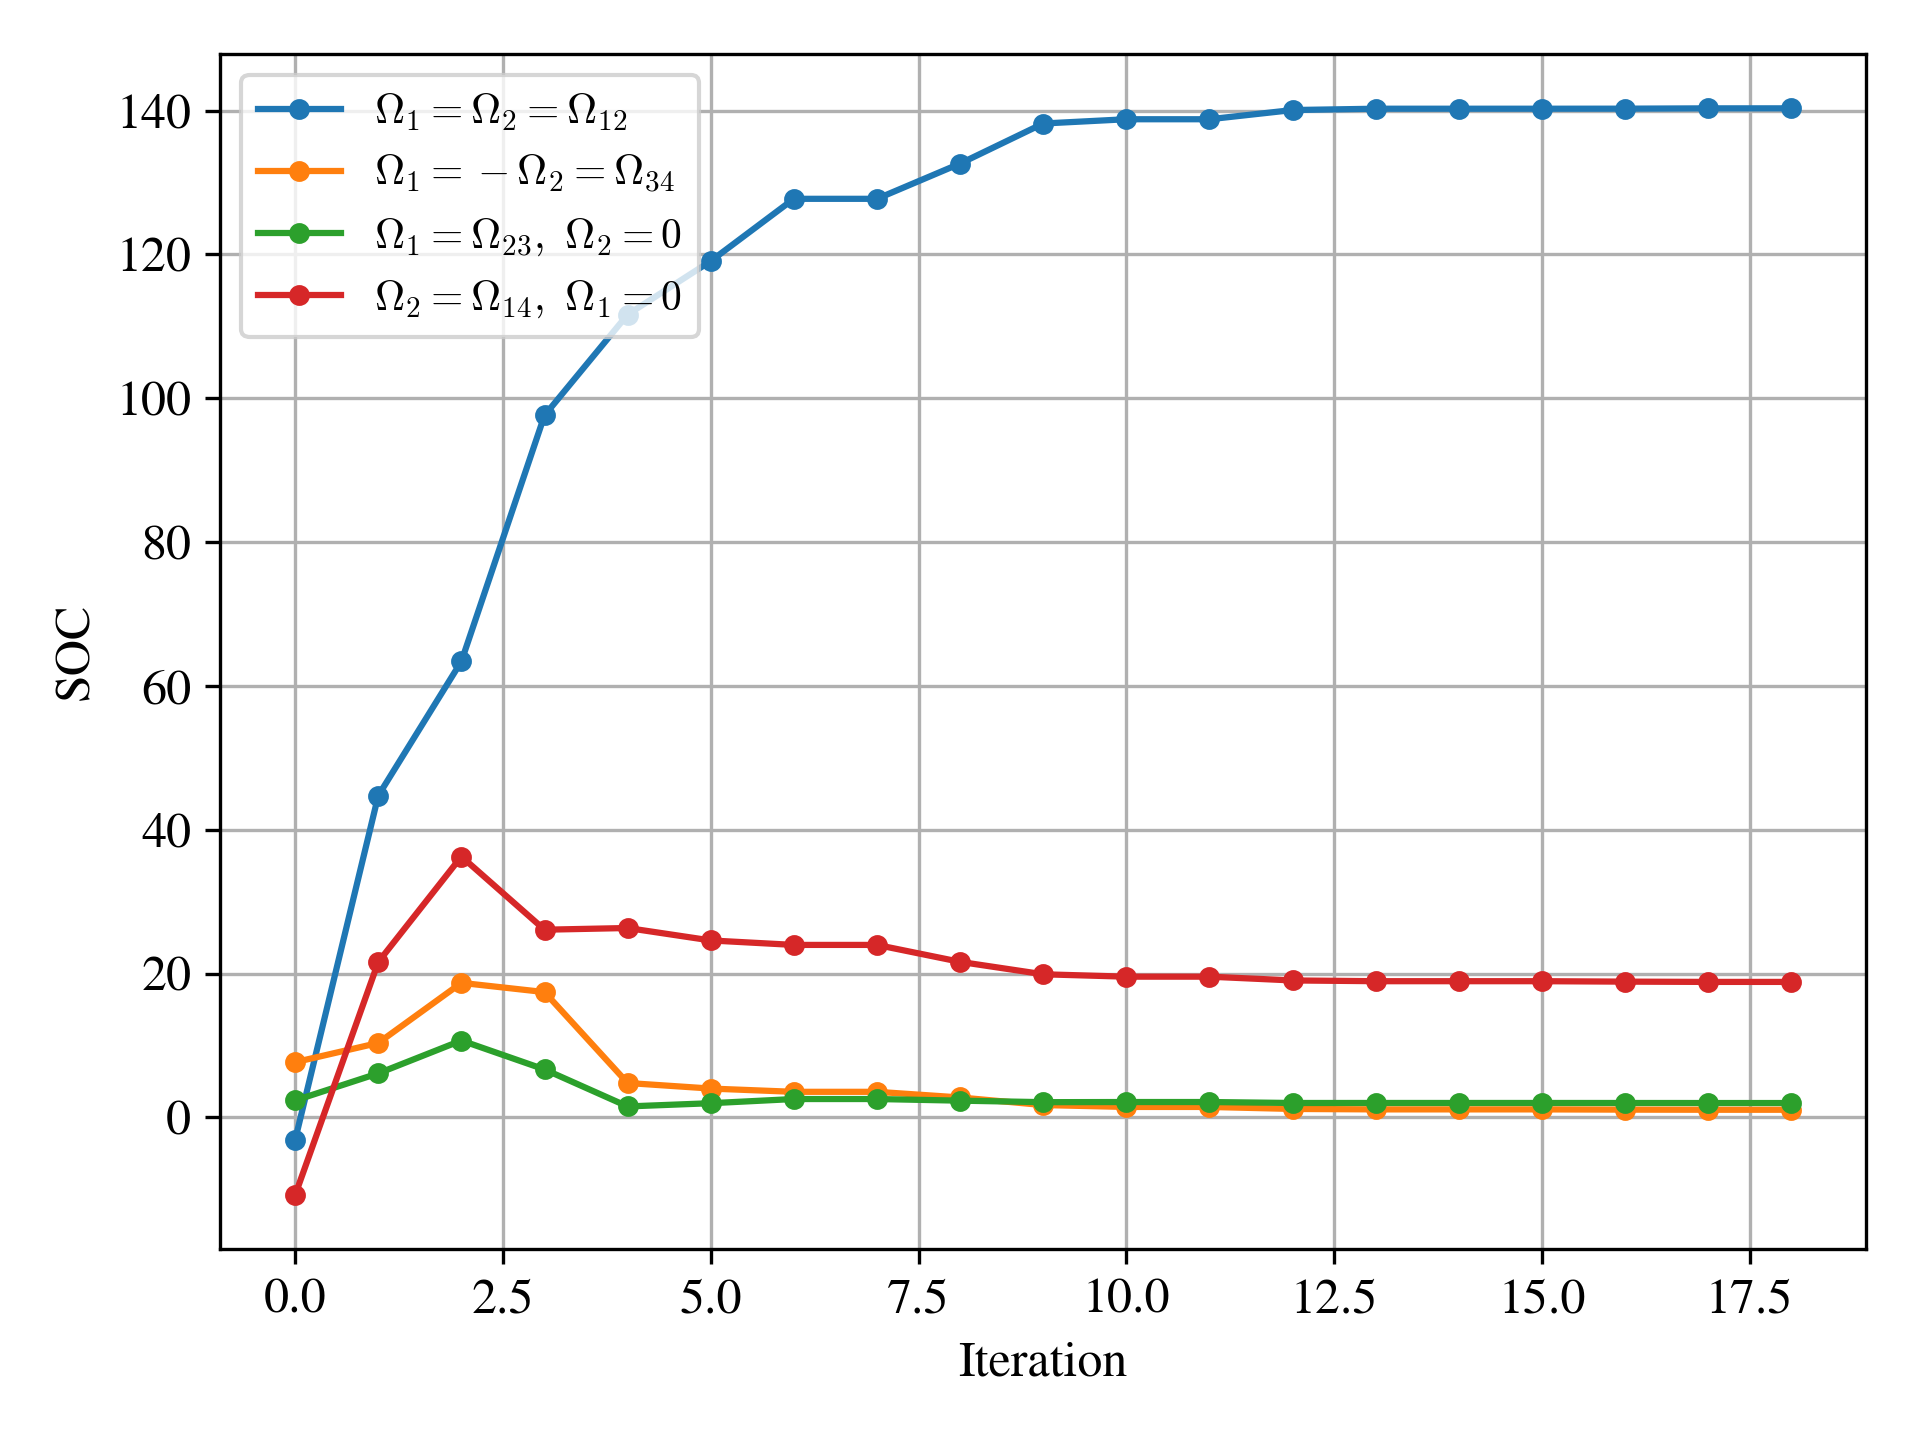 Ω₁ = Ω₂ = Ω₁₂
Ω₁ = −Ω₂ = Ω₃₄
Ω₁ = Ω₂₃, Ω₂ = 0
Ω₂ = Ω₁₄, Ω₁ = 0
140
120
100
80
60
40
20
0
SOC
0.0 2.5 5.0 7.5 10.0 12.5 15.0 17.5
Iteration